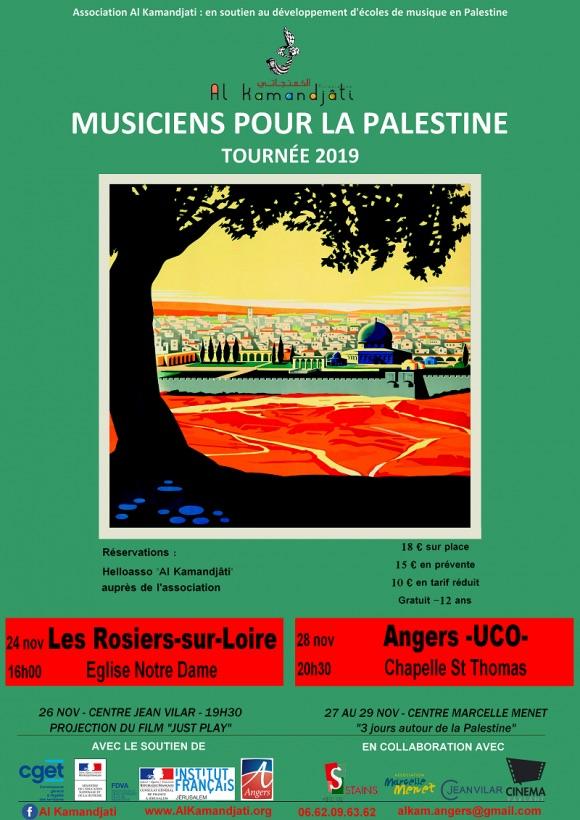 Association Al Kamandjati : en soutien au développement d'écoles de musique en Palestine
الكمنجاتي
Al Kamandjâti
MUSICIENS POUR LA PALESTINE
TOURNÉE 2019
Réservations :
Helloasso 'Al Kamandjâti'
auprès de l'association
18 € sur place
15 € en prévente
10 € en tarif réduit
Gratuit –12 ans
24 nov Les Rosiers-sur-Loire
16h00 Eglise Notre Dame
28 nov Angers -UCO-
20h30 Chapelle St Thomas
26 NOV - CENTRE JEAN VILAR - 19H30
PROJECTION DU FILM "JUST PLAY"
27 AU 29 NOV - CENTRE MARCELLE MENET
"3 jours autour de la Palestine"
AVEC LE SOUTIEN DE
EN COLLABORATION AVEC
cget
FDVA
INSTITUT
FRANÇAIS
JERUSALEM
Angers
STAINS
ASSOCIATION
Marcelle
Menet
JEANVILAR
CINEMA
Al Kamandjati
www.AlKamandjati.org
06.62.09.63.62
alkam.angers@gmail.com